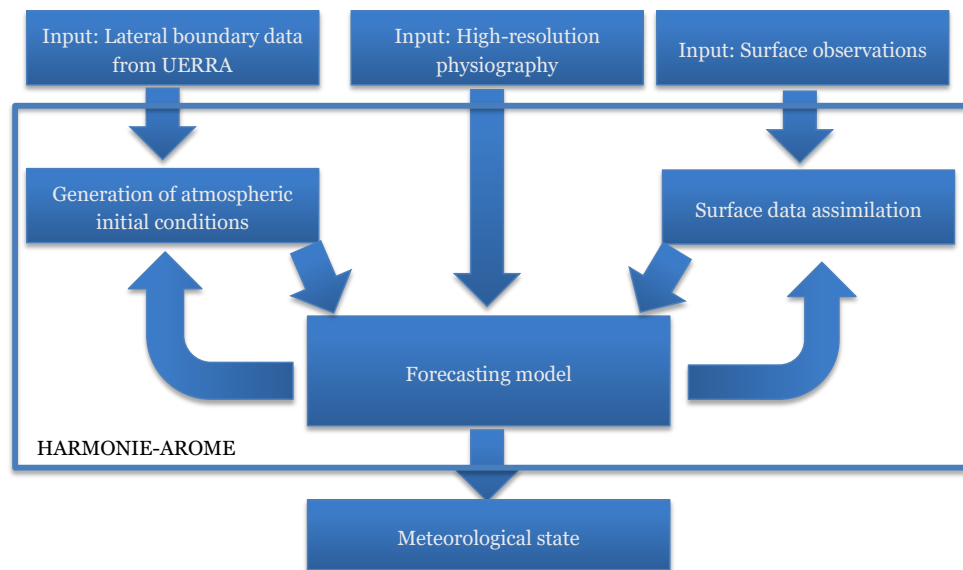 Input: Lateral boundary data
from UERRA
Input: High-resolution
physiography
Input: Surface observations
Generation of atmospheric
initial conditions
Surface data assimilation
Forecasting model
HARMONIE-AROME
Meteorological state